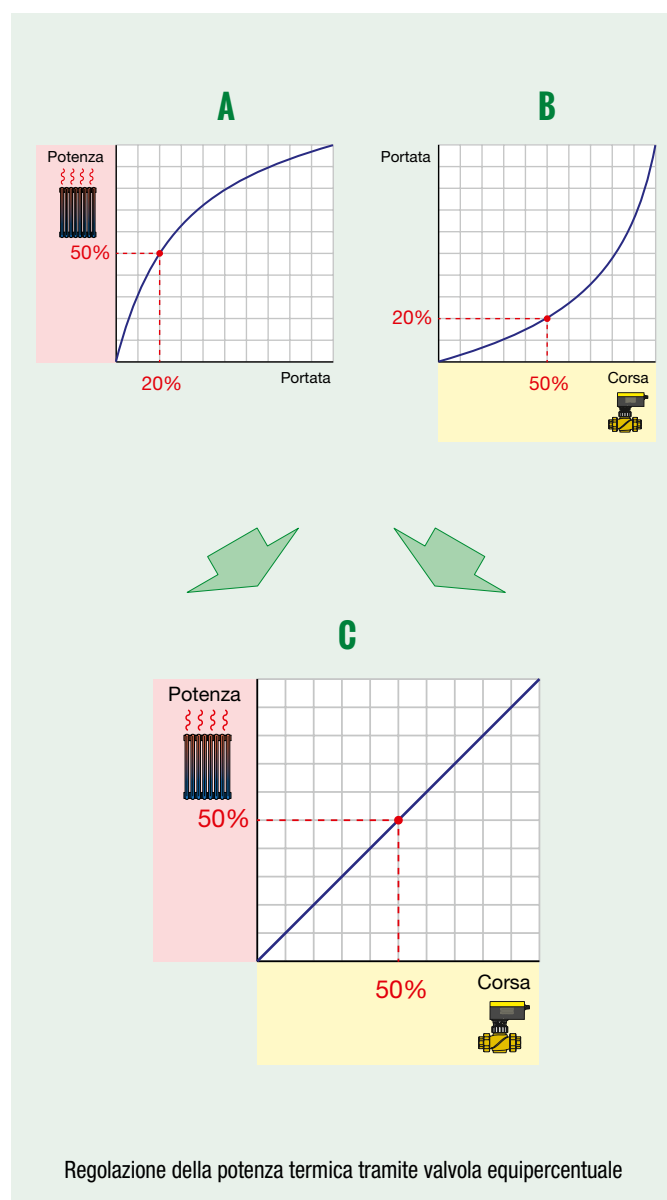 A
Potenza
50%
20%
Portata
B
Portata
20%
50%
Corsa
C
Potenza
50%
50%
Corsa
Regolazione della potenza termica tramite valvola equipercentuale